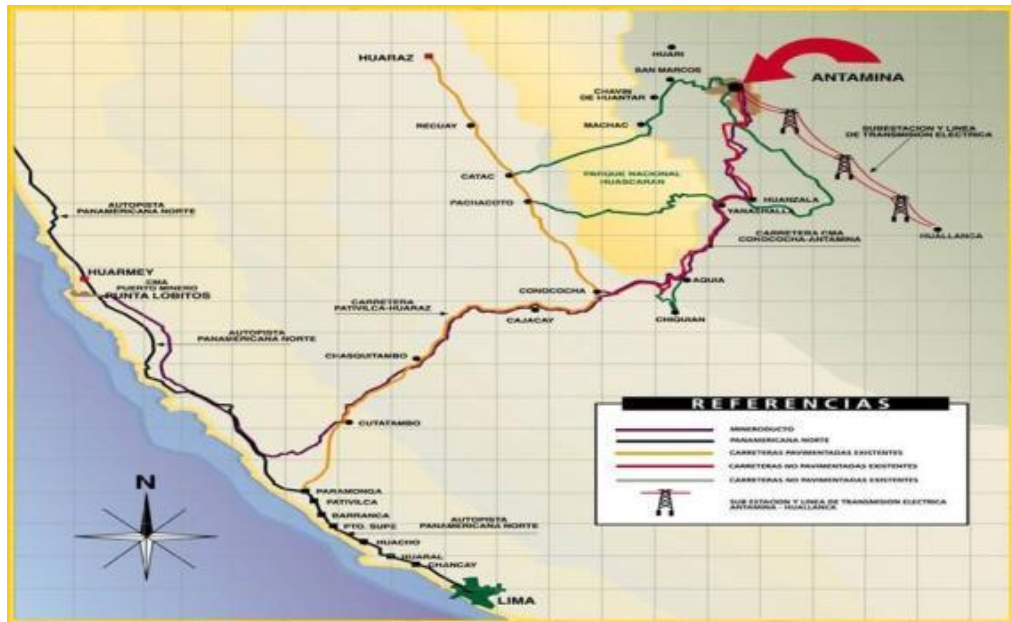 HUARAZ
HUARI
SAN MARCOS
ANTAMINA
CHAVIN
DE HUANTAR
RECUAY
MACHAC
SUBESTACION Y LINEA
DE TRANSMISION ELECTRICA
CATAC
PARQUE NACIONAL
HUASCARAN
PACHACOTO
HUANZALA
YANASHALLA
AUTOPISTA
PANAMERICANA NORTE
HUALLANCA
CARRETERA CMA
CONOCOCHA-ANTAMINA
HUARMEY
CMA
PUERTO MINERO
PUNTA LOBITOS
AQUIA
CONOCOCHA
CARRETERA
PATIVILCA-HUARAZ
CAJACAY
CHIQUIAN
AUTOPISTA
PANAMERICANA NORTE
CHASQUITAMBO
CUTATAMBO
REFERENCIAS
MINERODUCTO
PANAMERICANA NORTE
CARRETERAS PAVIMENTADAS EXISTENTES
CARRETERAS NO PAVIMENTADAS EXISTENTES
CARRETERAS NO PAVIMENTADAS EXISTENTES
SUB ESTACION Y LINEA DE TRANSMISION ELECTRICA
ANTAMINA - HUALLANCA
N
PARAMONGA
PATIVILCA
BARRANCA
PTO. SUPE
AUTOPISTA
PANAMERICANA NORTE
HUACHO
HUARAL
CHANCAY
LIMA